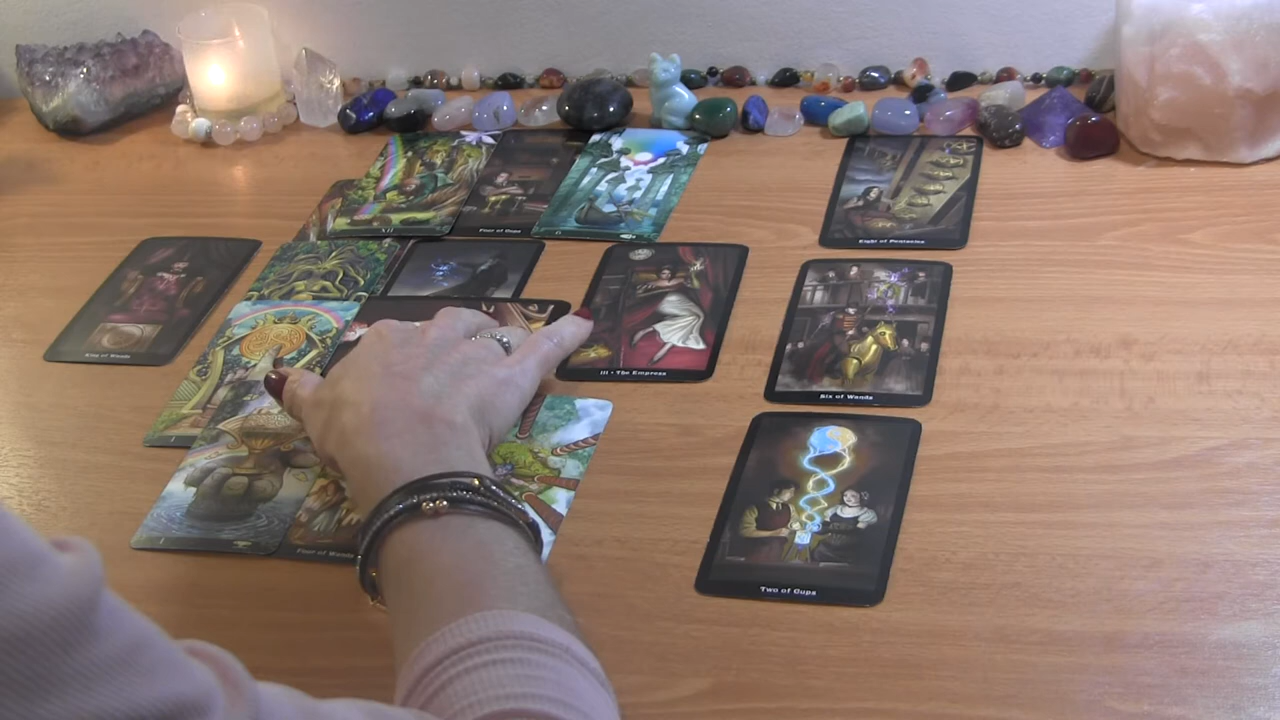 XII
Four of Cups
Eight of Pentacles
King of Wands
III • The Empress
Six of Wands
I
I
Four of Wands
Two of Cups